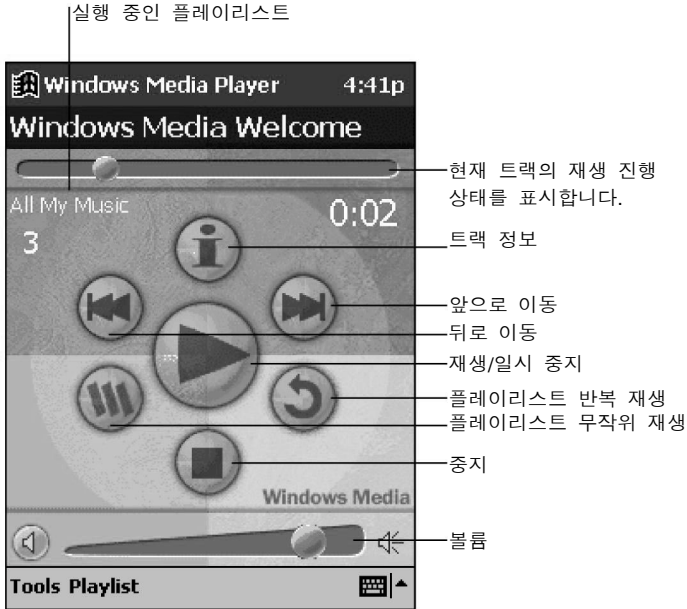 실행 중인 플레이리스트
Windows Media Player 4:41p
Windows Media Welcome
현재 트랙의 재생 진행
상태를 표시합니다.
All My Music
0:02
3
트랙 정보
앞으로 이동
뒤로 이동
재생/일시 중지
플레이리스트 반복 재생
플레이리스트 무작위 재생
중지
Windows Media
볼륨
Tools Playlist